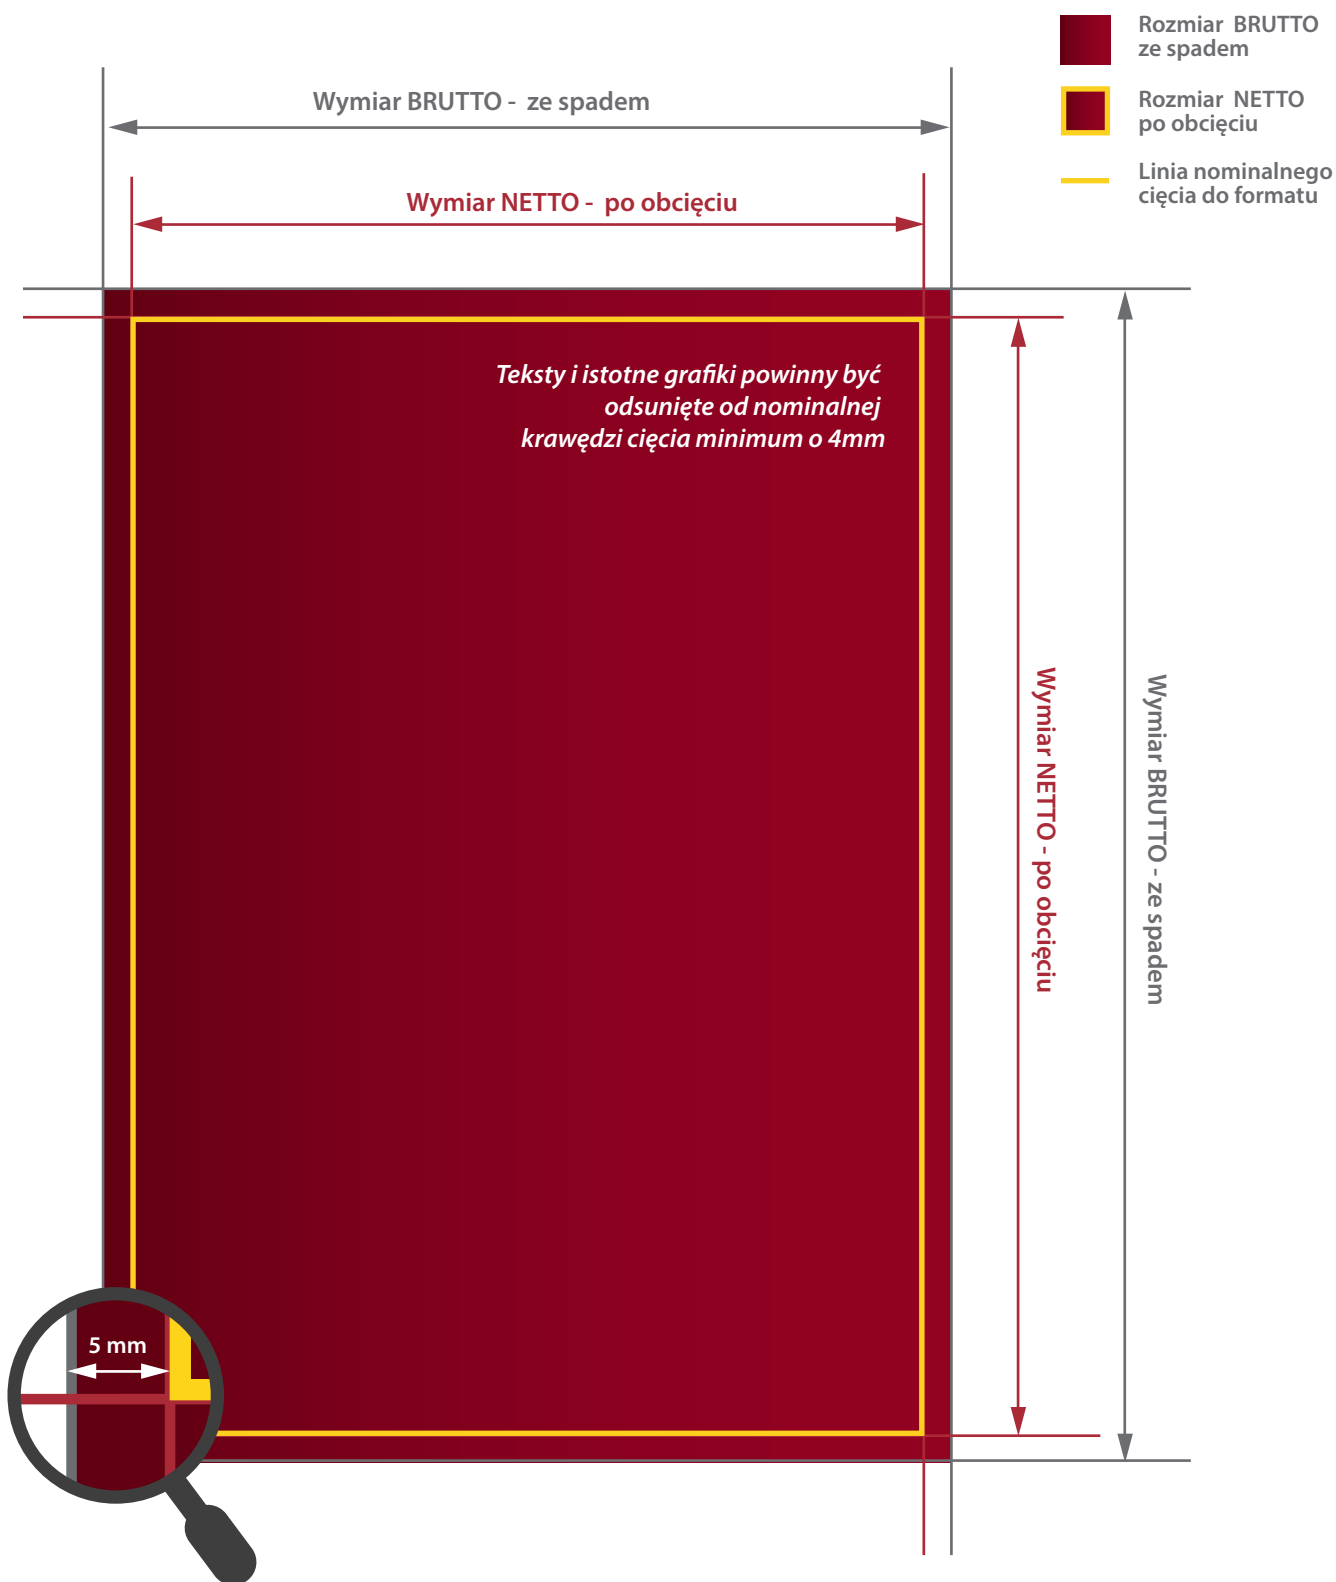 Rozmiar BRUTTO
ze spadem
Rozmiar NETTO
po obcięciu
Linia nominalnego
cięcia do formatu
Wymiar BRUTTO - ze spadem
Wymiar NETTO - po obcięciu
Teksty i istotne grafiki powinny być
odsunięte od nominalnej
krawędzi cięcia minimum o 4mm
Wymiar NETTO - po obcięciu
Wymiar BRUTTO - ze spadem
5 mm